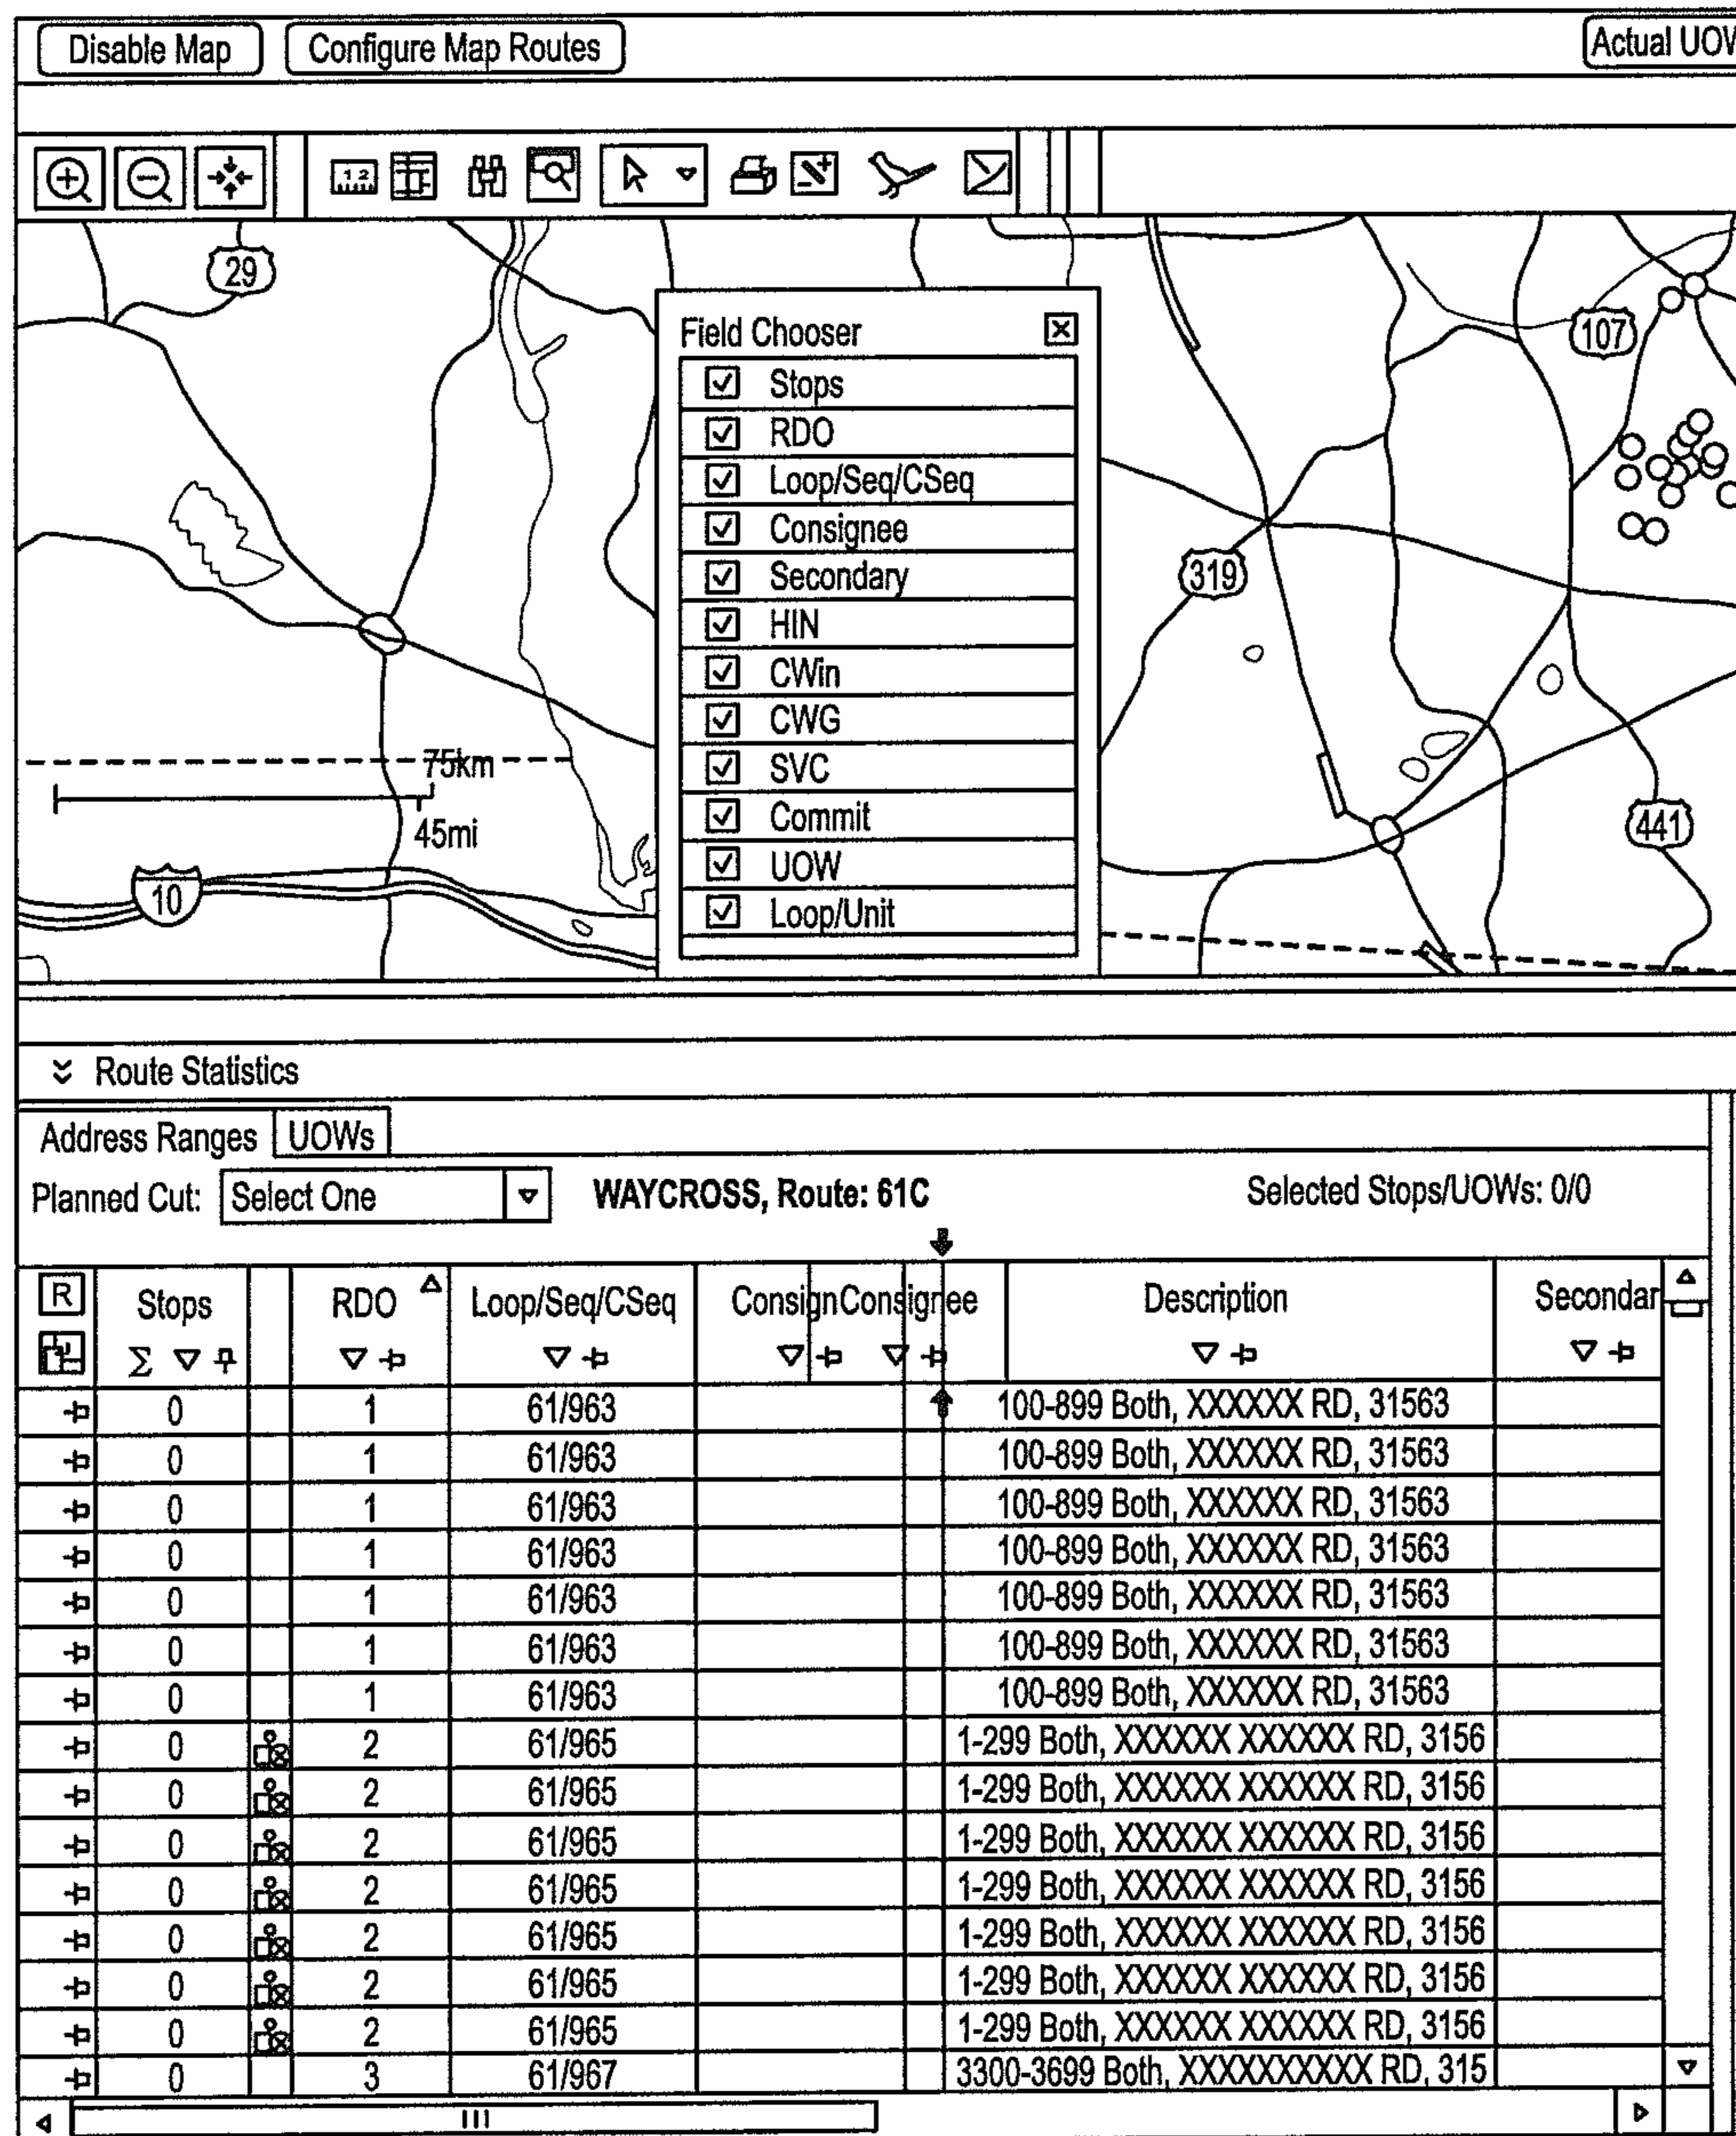 Disable Map Configure Map Routes Actual UOW
29
107
Field Chooser
Stops
RDO
Loop/Seq/CSeq
Consignee
Secondary
HIN
CWin
CWG
SVC
Commit
UOW
Loop/Unit
319
75km
45mi
441
10
Route Statistics
Address Ranges UOWs
Planned Cut: Select One WAYCROSS, Route: 61C Selected Stops/UOWs: 0/0
R Stops RDO Loop/Seq/CSeq Consign Consignee Description Secondar
0 1 61/963 100-899 Both, XXXXXX RD, 31563
0 1 61/963 100-899 Both, XXXXXX RD, 31563
0 1 61/963 100-899 Both, XXXXXX RD, 31563
0 1 61/963 100-899 Both, XXXXXX RD, 31563
0 1 61/963 100-899 Both, XXXXXX RD, 31563
0 1 61/963 100-899 Both, XXXXXX RD, 31563
0 1 61/963 100-899 Both, XXXXXX RD, 31563
0 2 61/965 1-299 Both, XXXXXX XXXXXX RD, 3156
0 2 61/965 1-299 Both, XXXXXX XXXXXX RD, 3156
0 2 61/965 1-299 Both, XXXXXX XXXXXX RD, 3156
0 2 61/965 1-299 Both, XXXXXX XXXXXX RD, 3156
0 2 61/965 1-299 Both, XXXXXX XXXXXX RD, 3156
0 2 61/965 1-299 Both, XXXXXX XXXXXX RD, 3156
0 2 61/965 1-299 Both, XXXXXX XXXXXX RD, 3156
0 3 61/967 3300-3699 Both, XXXXXXXXXX RD, 315